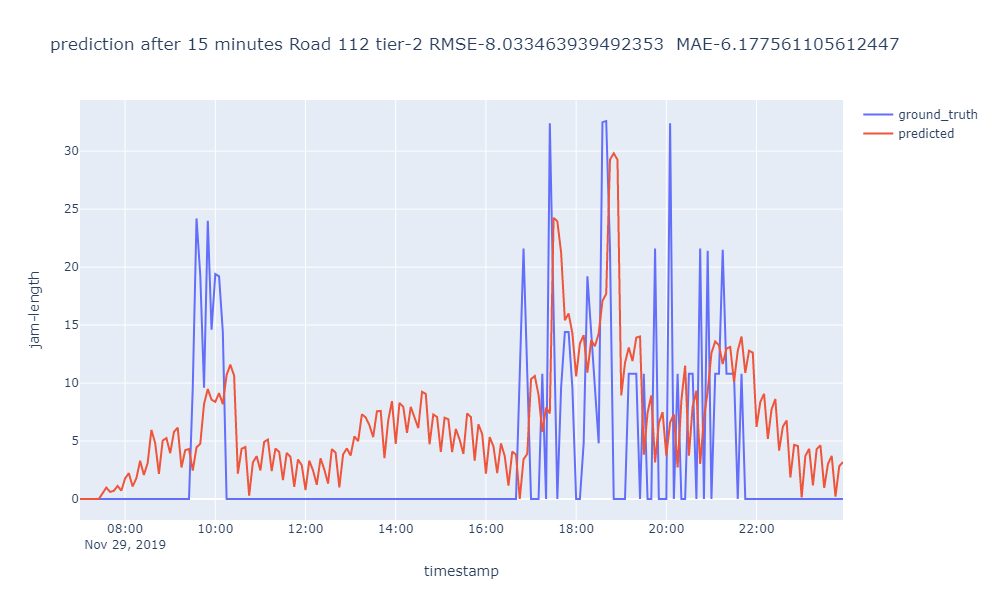 prediction after 15 minutes Road 112 tier-2 RMSE-8.033463939492353  MAE-6.177561105612447
ground_truth
predicted
jam-length
30
25
20
15
10
5
0
08:00 10:00 12:00 14:00 16:00 18:00 20:00 22:00
Nov 29, 2019
timestamp